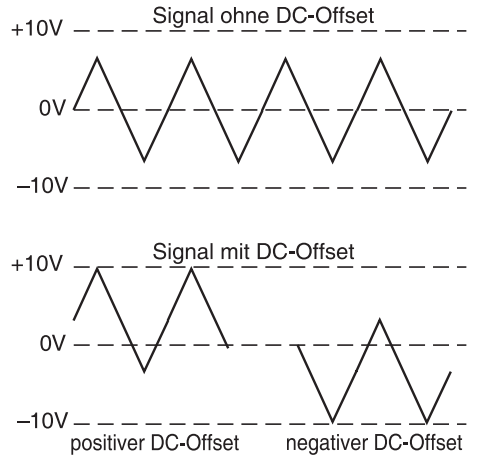 Signal ohne DC-Offset
+10V
0V
–10V
Signal mit DC-Offset
+10V
0V
–10V
positiver DC-Offset negativer DC-Offset